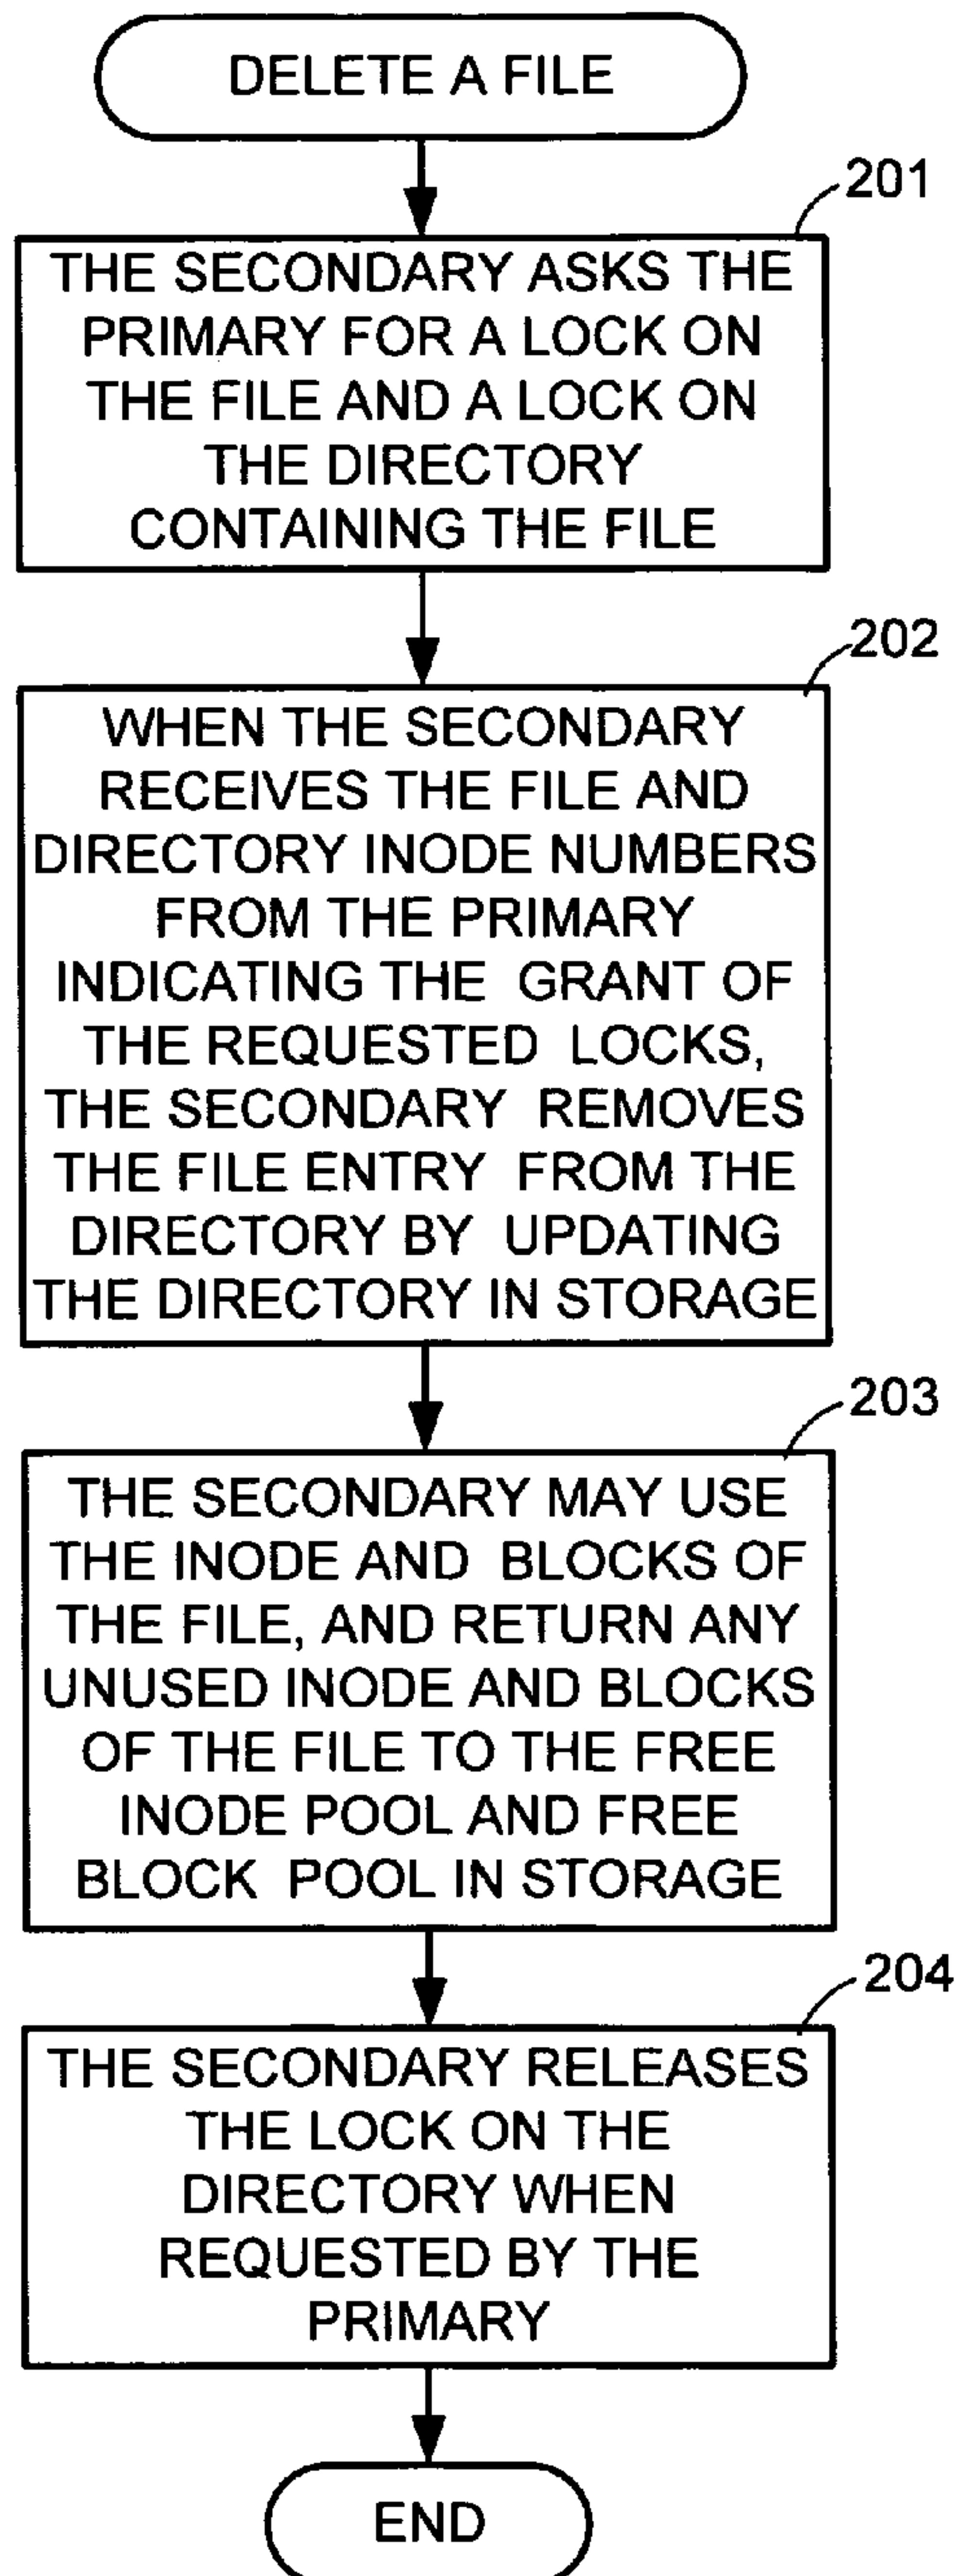 DELETE A FILE
201
THE SECONDARY ASKS THE
PRIMARY FOR A LOCK ON
THE FILE AND A LOCK ON
THE DIRECTORY
CONTAINING THE FILE
202
WHEN THE SECONDARY
RECEIVES THE FILE AND
DIRECTORY INODE NUMBERS
FROM THE PRIMARY
INDICATING THE GRANT OF
THE REQUESTED LOCKS,
THE SECONDARY REMOVES
THE FILE ENTRY FROM THE
DIRECTORY BY UPDATING
THE DIRECTORY IN STORAGE
203
THE SECONDARY MAY USE
THE INODE AND BLOCKS OF
THE FILE, AND RETURN ANY
UNUSED INODE AND BLOCKS
OF THE FILE TO THE FREE
INODE POOL AND FREE
BLOCK POOL IN STORAGE
204
THE SECONDARY RELEASES
THE LOCK ON THE
DIRECTORY WHEN
REQUESTED BY THE
PRIMARY
END